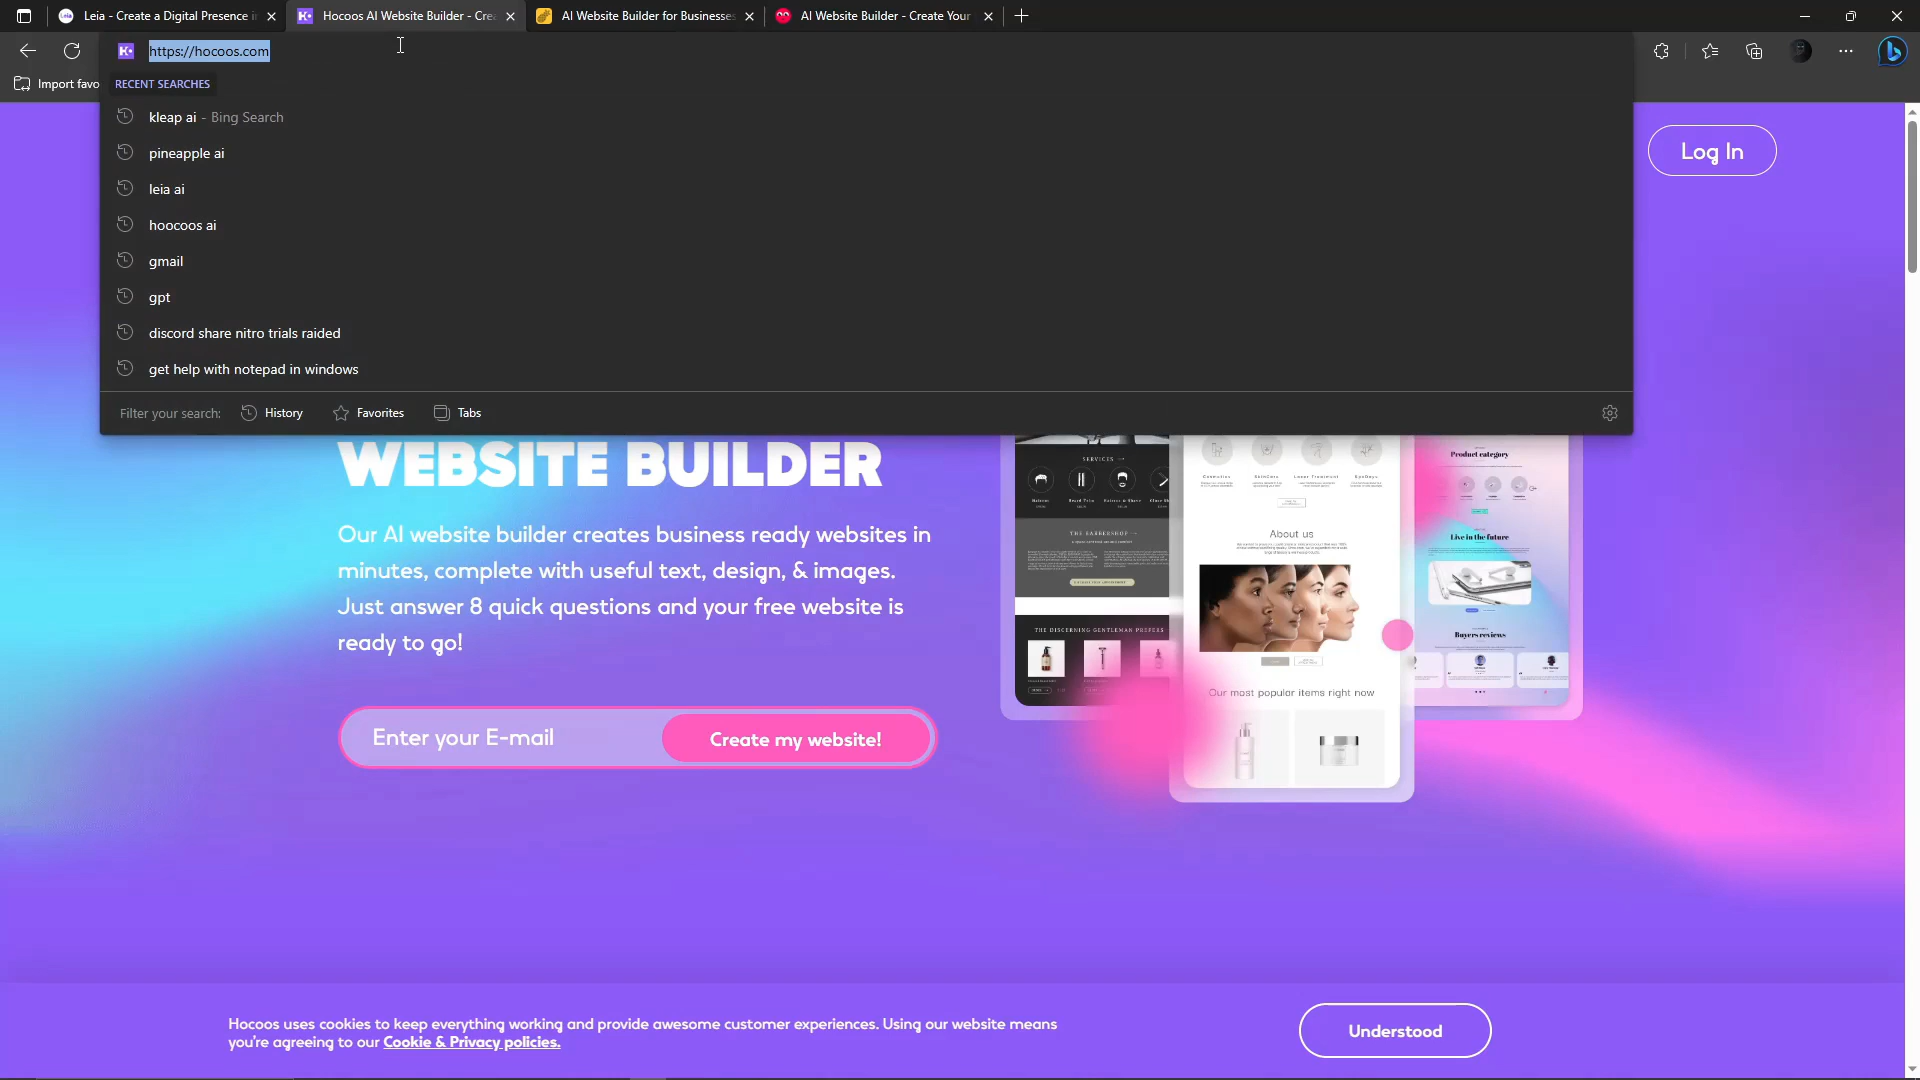 Leia - Create a Digital Presence i
Hocoos AI Website Builder - Cre
AI Website Builder for Businesses
AI Website Builder - Create Your
https://hocoos.com
Import favo
RECENT SEARCHES
kleap ai - Bing Search
pineapple ai
leia ai
hoocoos ai
gmail
gpt
discord share nitro trials raided
get help with notepad in windows
Filter your search: History Favorites Tabs
Log In
WEBSITE BUILDER
Our AI website builder creates business ready websites in
minutes, complete with useful text, design, & images.
Just answer 8 quick questions and your free website is
ready to go!
Enter your E-mail
Create my website!
SERVICES
THE BARBERSHOP
THE DISCERNING GENTLEMAN PREFERS
About us
Our most popular items right now
Product category
Live in the future
Buyers reviews
Hocoos uses cookies to keep everything working and provide awesome customer experiences. Using our website means
you're agreeing to our Cookie & Privacy policies.
Understood